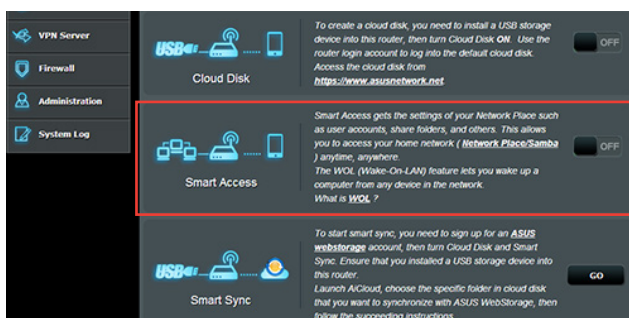 VPN Server
Firewall
Administration
System Log
USB
Cloud Disk
To create a cloud disk, you need to install a USB storage
device into this router, then turn Cloud Disk ON. Use the
router login account to log into the default cloud disk.
Access the cloud disk from
https://www.asusnetwork.net.
OFF
Smart Access
Smart Access gets the settings of your Network Place such
as user accounts, share folders, and others. This allows
you to access your home network ( Network Place/Samba
) anytime, anywhere.
The WOL (Wake-On-LAN) feature lets you wake up a
computer from any device in the network.
What is WOL ?
OFF
USB
Smart Sync
To start smart sync, you need to sign up for an ASUS
webstorage account, then turn Cloud Disk and Smart
Sync. Ensure that you installed a USB storage device into
this router.
Launch AiCloud, choose the specific folder in cloud disk
that you want to synchronize with ASUS WebStorage, then
follow the succeeding instructions.
GO